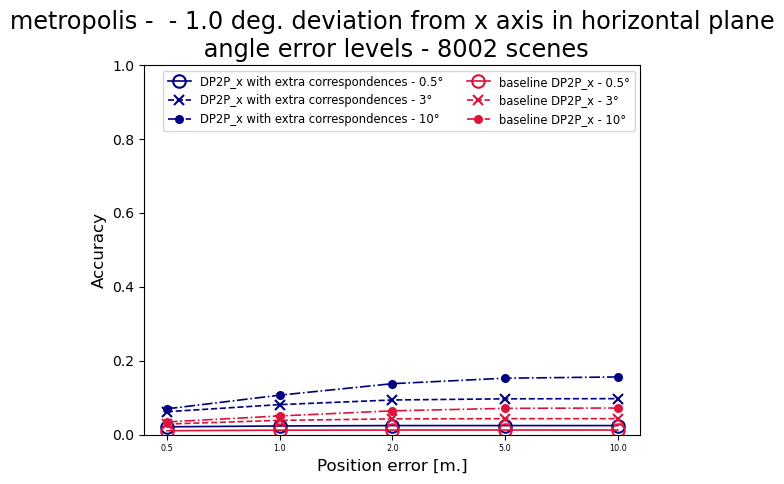 metropolis -  - 1.0 deg. deviation from x axis in horizontal plane
angle error levels - 8002 scenes
DP2P_x with extra correspondences - 0.5°
DP2P_x with extra correspondences - 3°
DP2P_x with extra correspondences - 10°
baseline DP2P_x - 0.5°
baseline DP2P_x - 3°
baseline DP2P_x - 10°
1.0
0.8
0.6
0.4
0.2
0.0
Accuracy
0.5 1.0 2.0 5.0 10.0
Position error [m.]